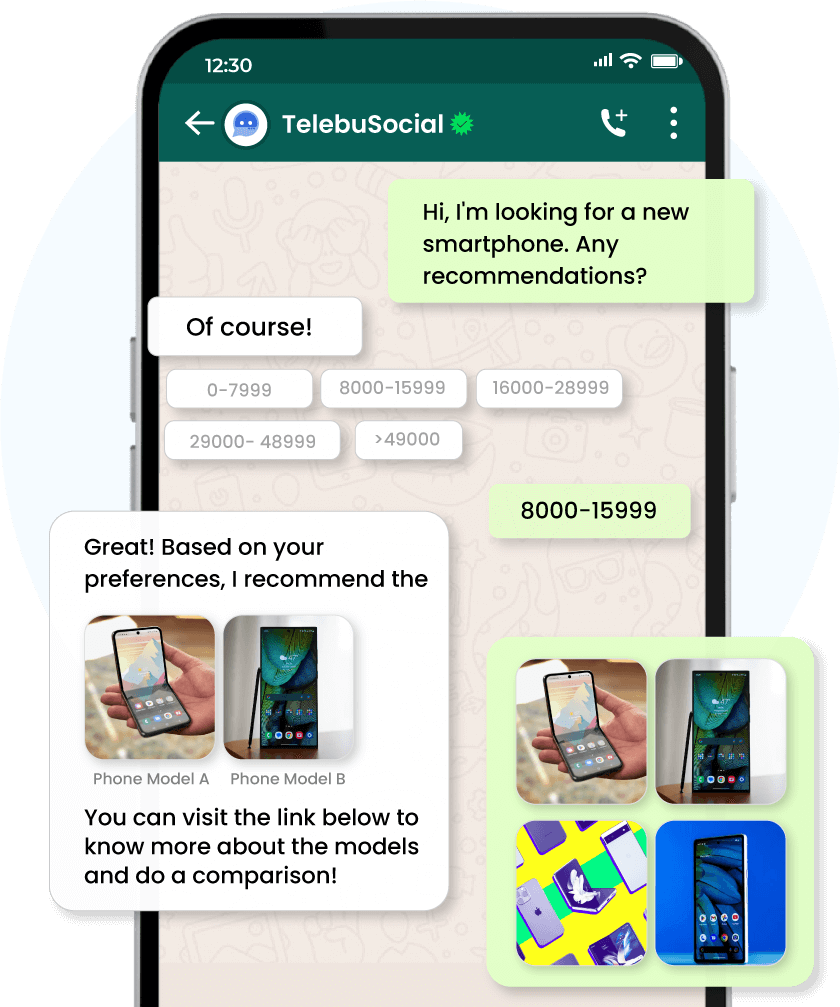 12:30
TelebuSocial
Hi, I'm looking for a new
smartphone. Any
recommendations?
Of course!
0-7999
8000-15999
16000-28999
29000- 48999
>49000
8000-15999
Great! Based on your
preferences, I recommend the
Phone Model A
Phone Model B
You can visit the link below to
know more about the models
and do a comparison!